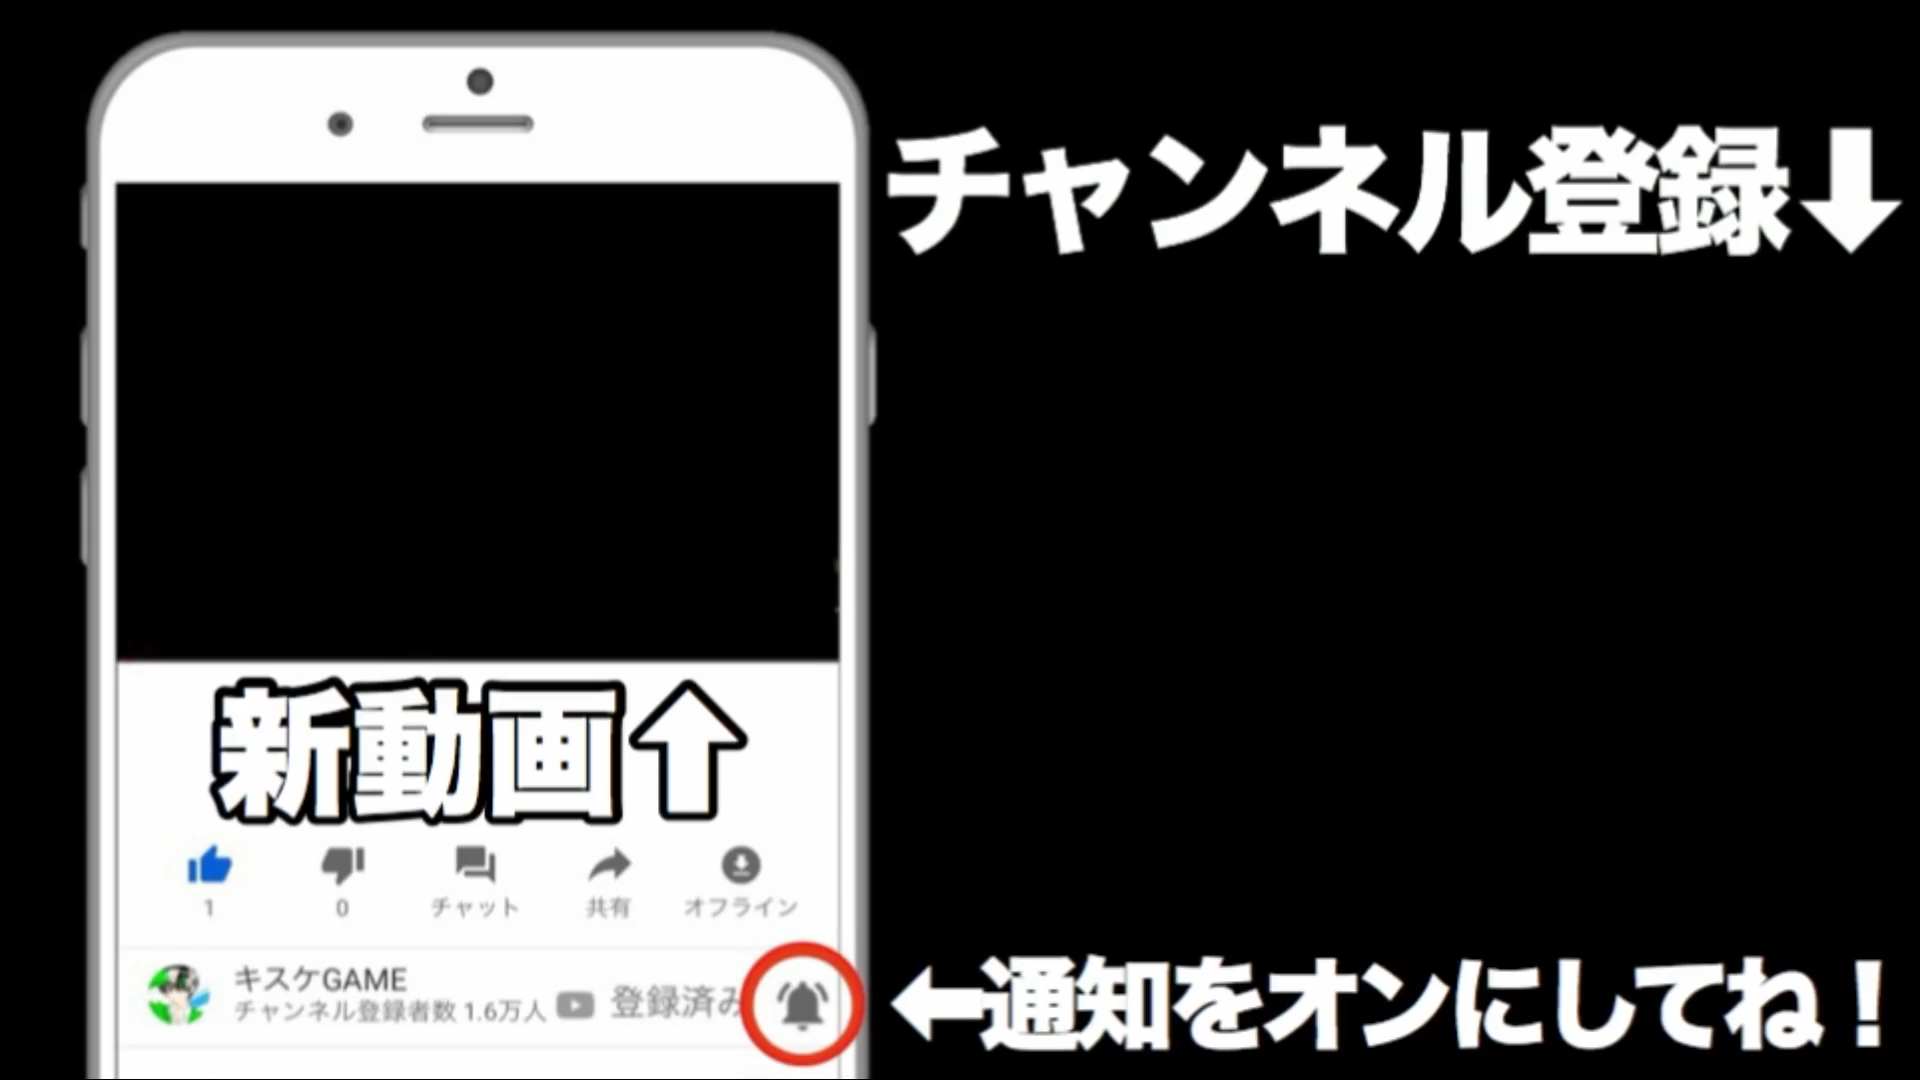 チャンネル登録⬇
新動画↑
1
0
チャット
共有
オフライン
キスケGAME
チャンネル登録者数 1.6万人
登録済み
⬅通知をオンにしてね！